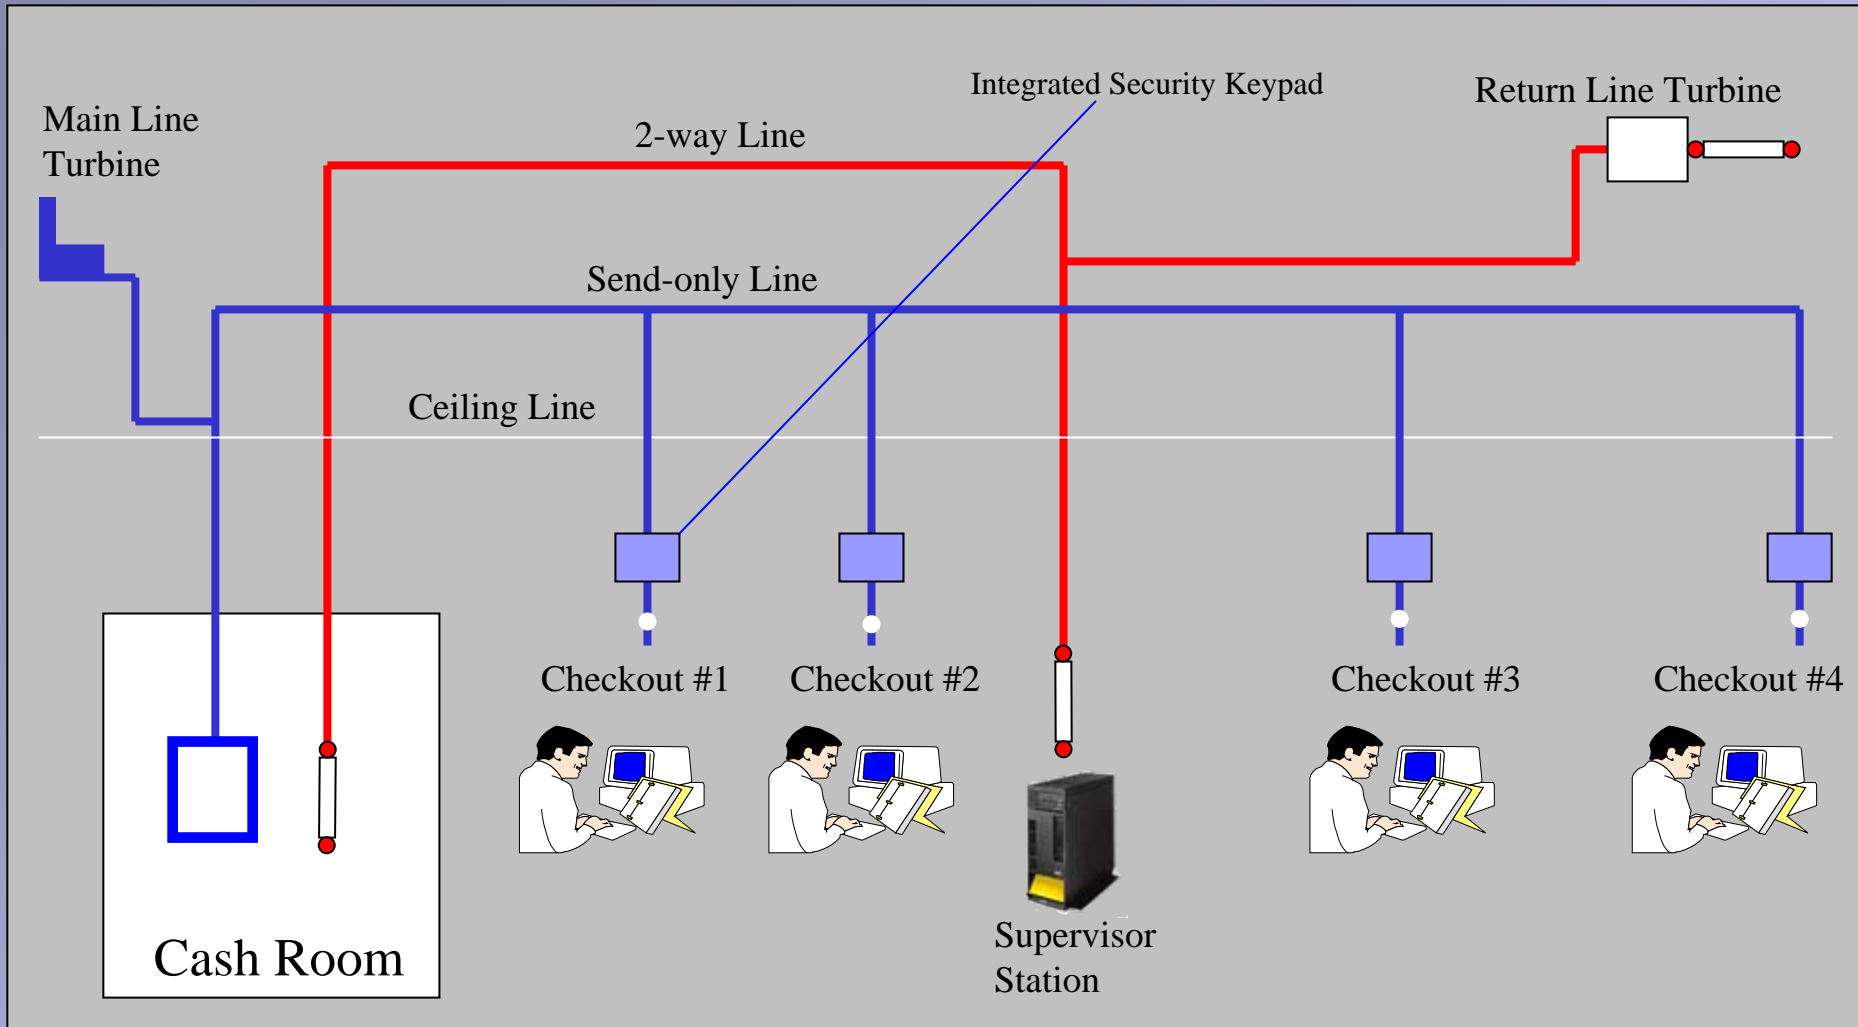 Integrated Security Keypad
Return Line Turbine
Main Line
Turbine
2-way Line
Send-only Line
Ceiling Line
Checkout #1
Checkout #2
Checkout #3
Checkout #4
Supervisor
Station
Cash Room